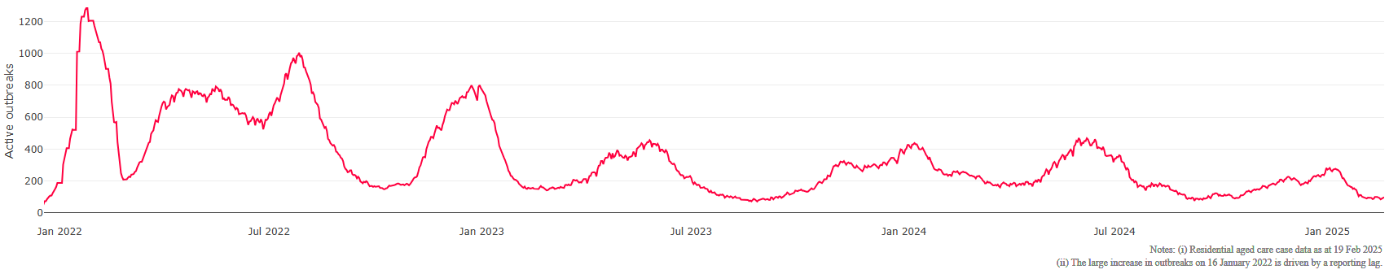 Active outbreaks
1200
1000
800
600
400
200
0
Jan 2022
Jul 2022
Jan 2023
Jul 2023
Jan 2024
Jul 2024
Jan 2025
Notes: (i) Residential aged care case data as at 19 Feb 2025
(ii) The large increase in outbreaks on 16 January 2022 is driven by a reporting lag.